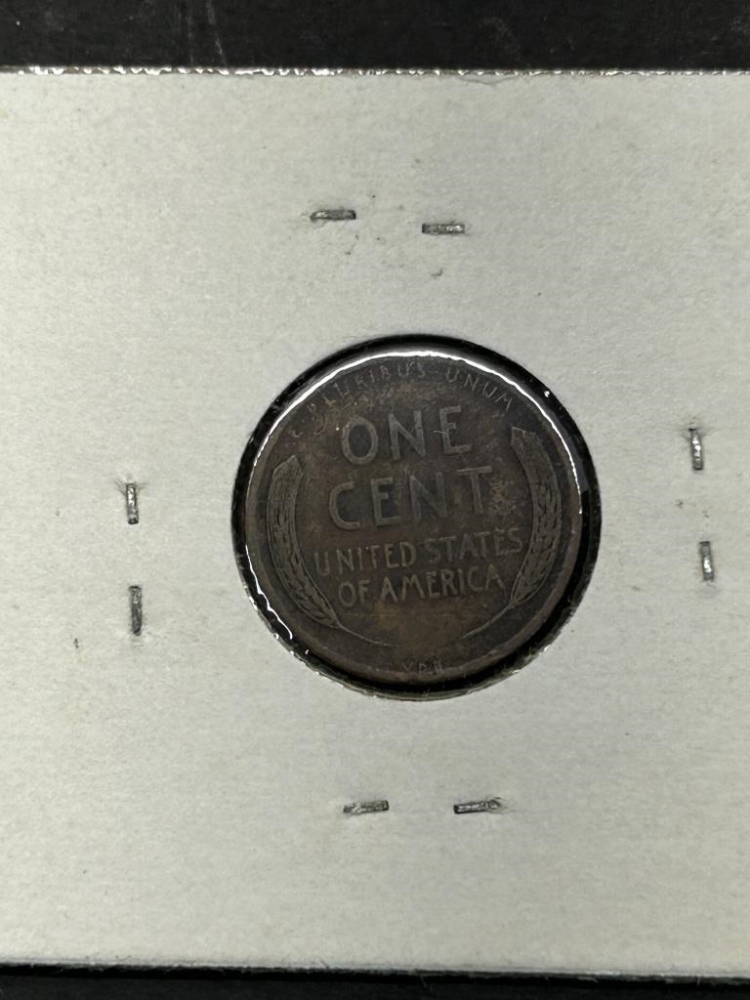 E·PLURIBUS·UNUM
ONE
CENT
UNITED STATES
OF AMERICA
V.D.B.